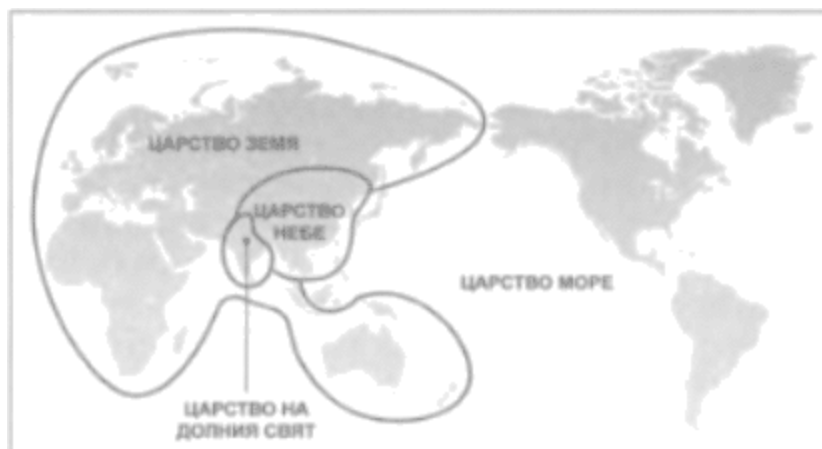 ЦАРСТВО ЗЕМЯ
ЦАРСТВО
НЕБЕ
ЦАРСТВО МОРЕ
ЦАРСТВО НА
ДОЛНИЯ СВЯТ